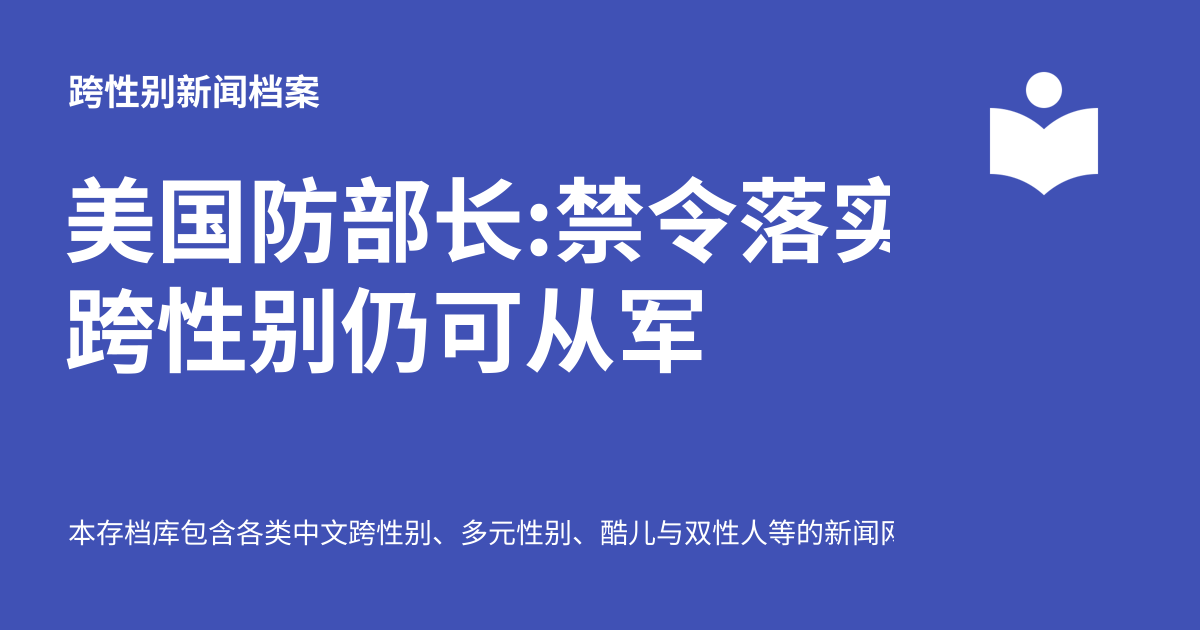 跨性别新闻档案
美国防部长:禁令落实
跨性别仍可从军
本存档库包含各类中文跨性别、多元性别、酷儿与双性人等的新闻网